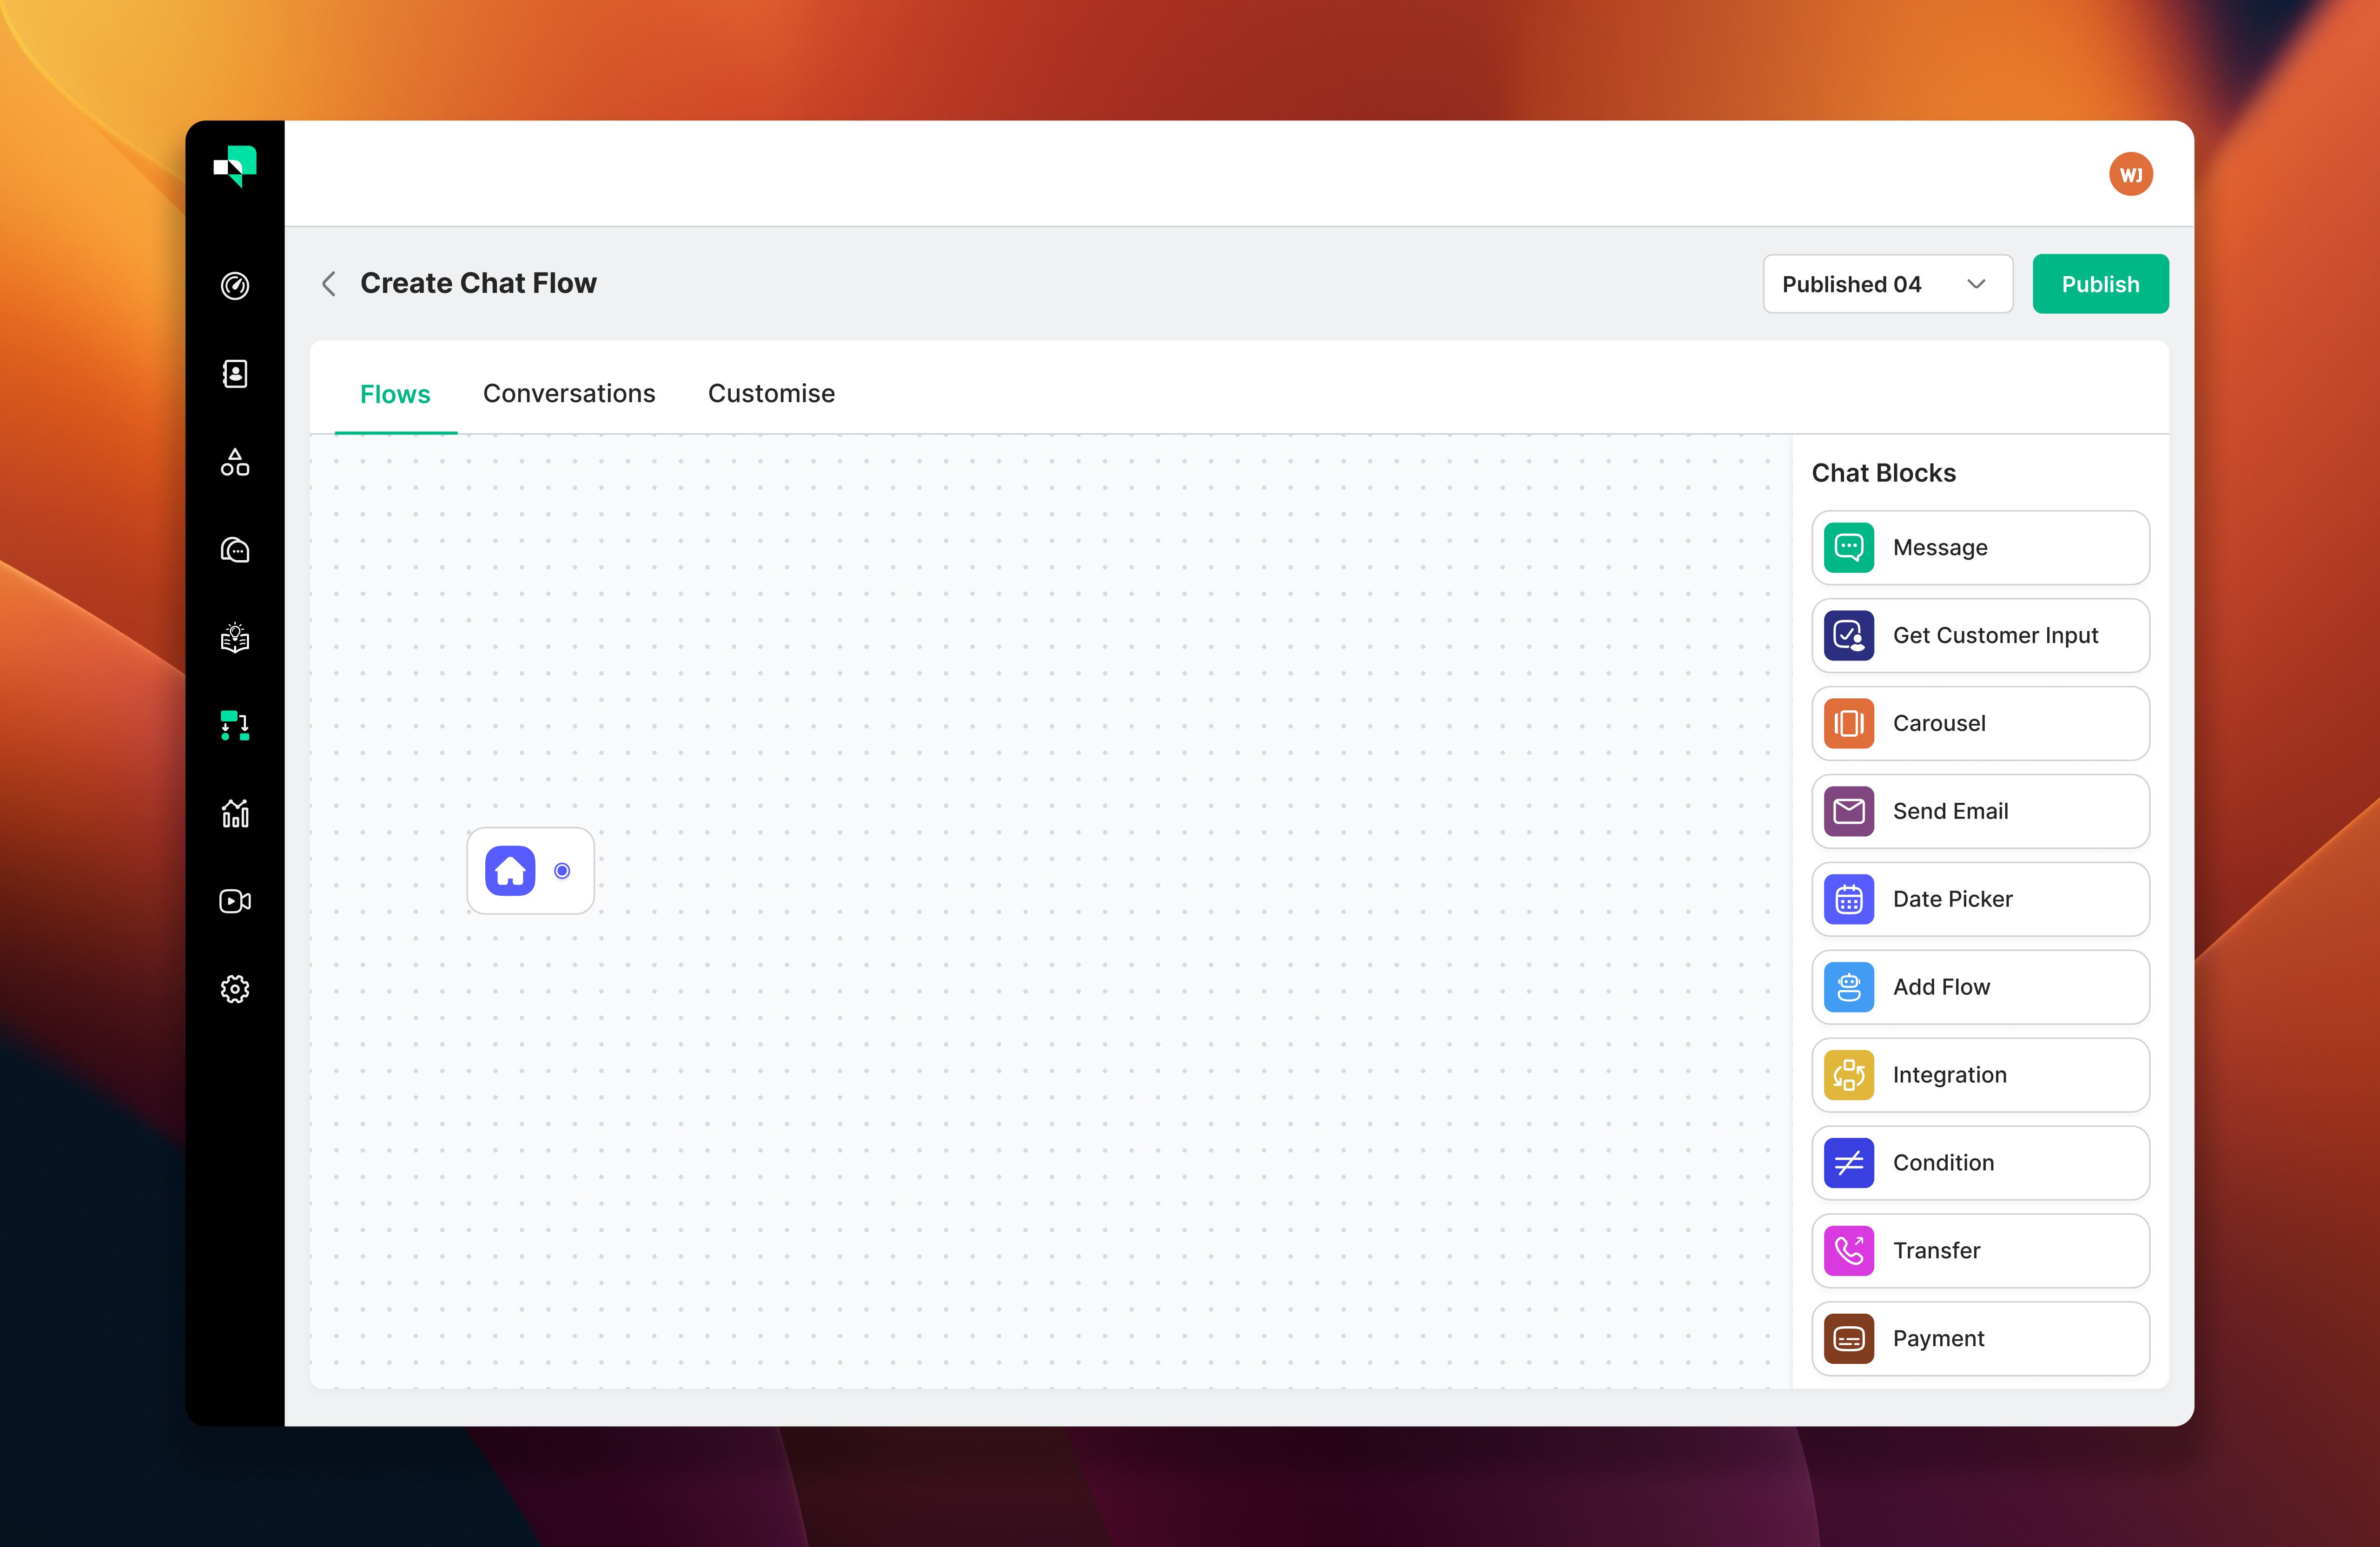 WJ
Create Chat Flow
Published 04
Publish
Flows
Conversations
Customise
Chat Blocks
Message
Get Customer Input
Carousel
Send Email
Date Picker
Add Flow
Integration
Condition
Transfer
Payment